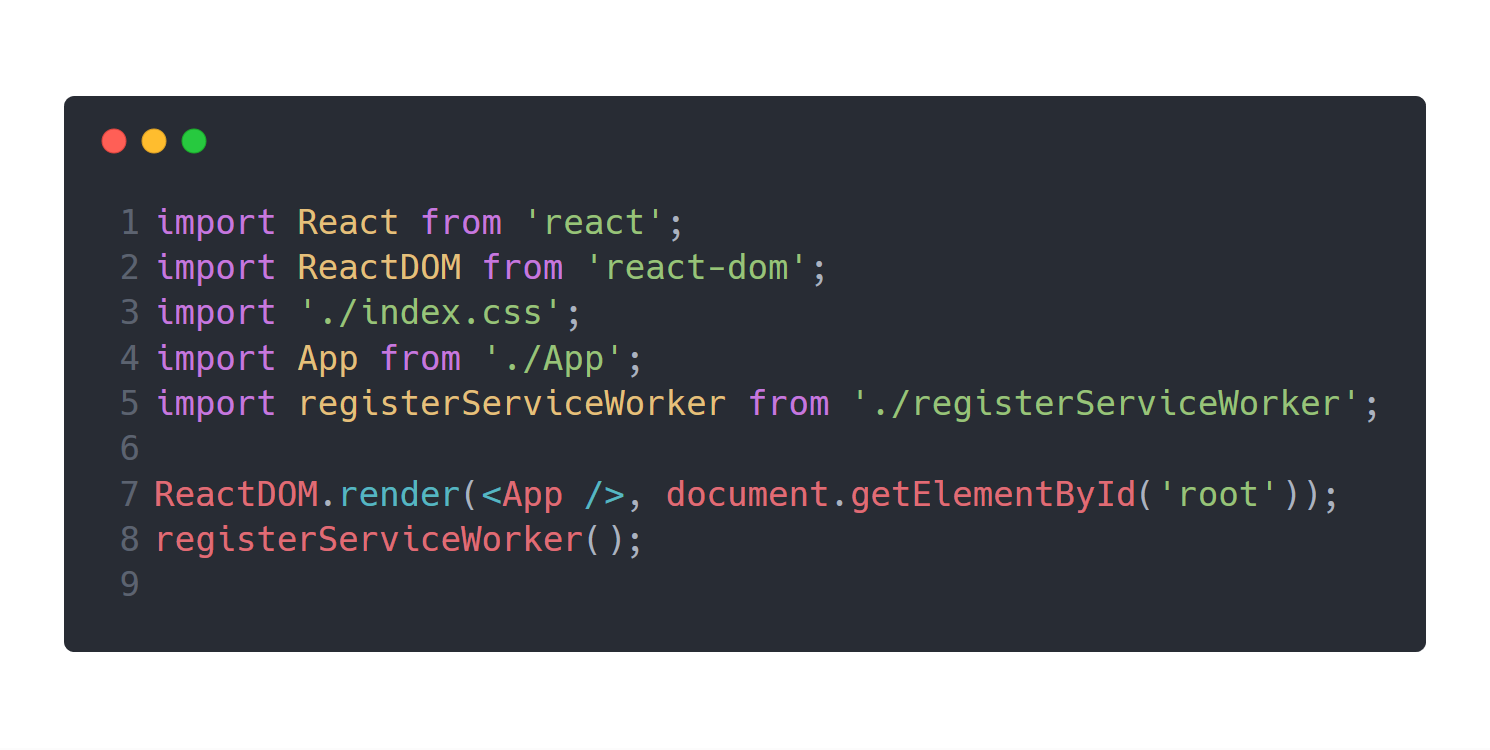 1 import React from 'react';
2 import ReactDOM from 'react-dom';
3 import './index.css';
4 import App from './App';
5 import registerServiceWorker from './registerServiceWorker';
6
7 ReactDOM.render(<App />, document.getElementById('root'));
8 registerServiceWorker();
9